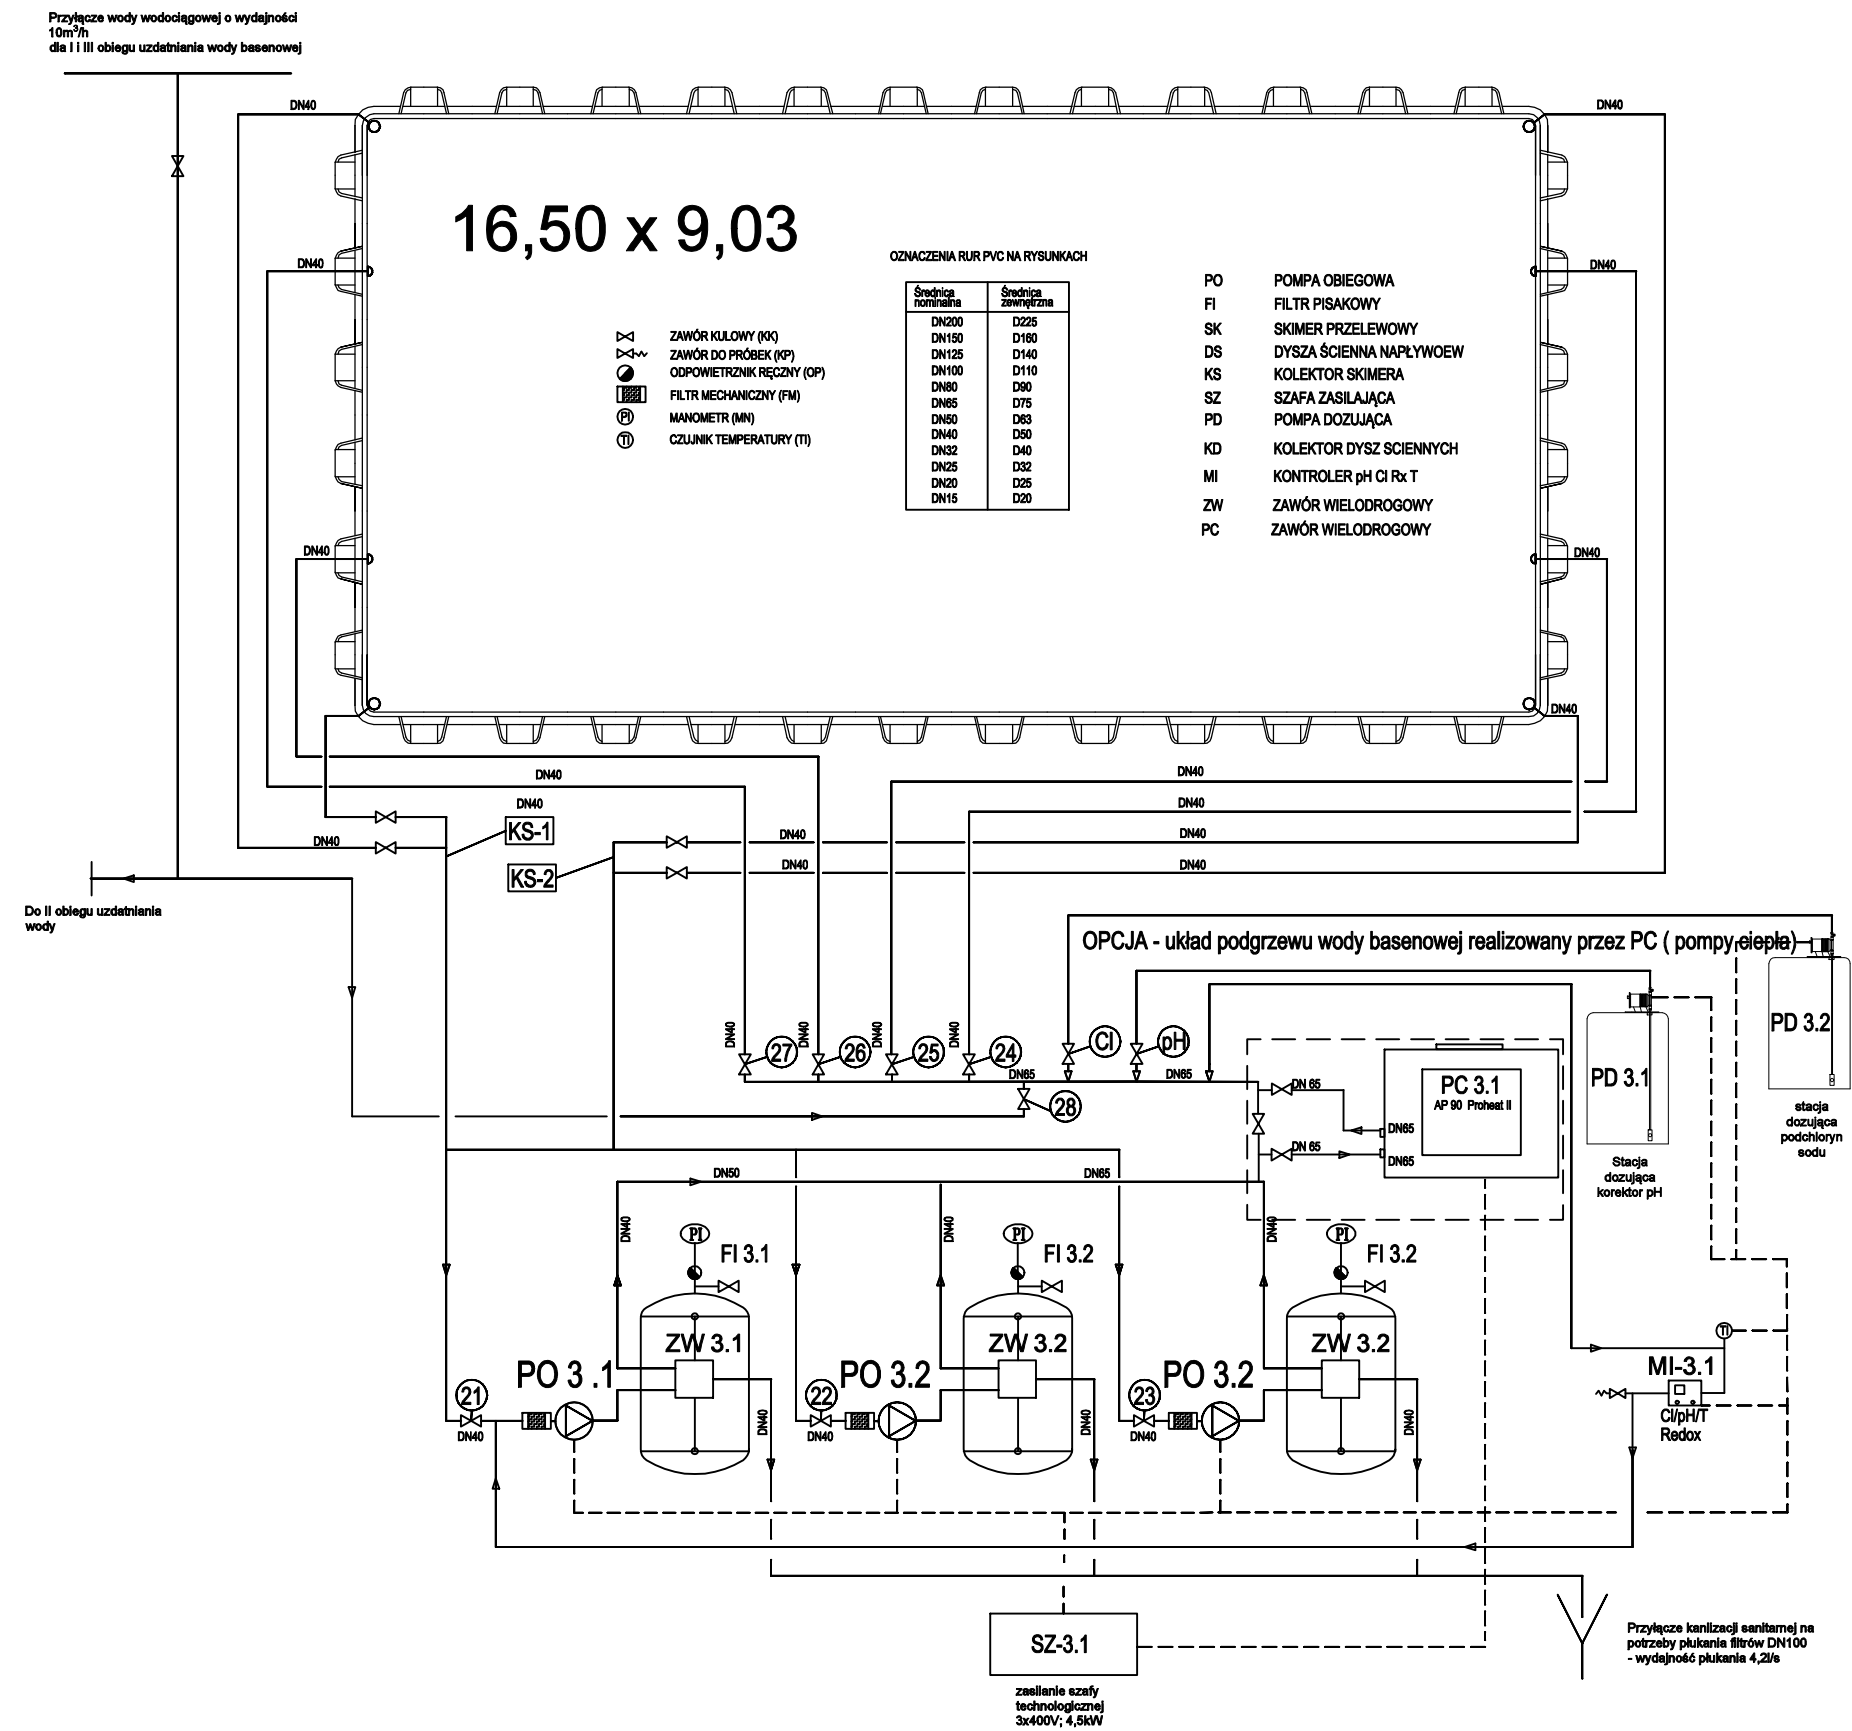 Przyłącze wody wodociągowej o wydajności
10m³/h
dla I i III obiegu uzdatniania wody basenowej
DN40
DN40
16,50 x 9,03
OZNACZENIA RUR PVC NA RYSUNKACH
DN40
DN40
Średnica nominalna
Średnica zewnętrzna
DN200 D225
DN150 D160
DN125 D140
DN100 D110
DN80 D90
DN65 D75
DN50 D63
DN40 D50
DN32 D40
DN25 D32
DN20 D25
DN15 D20
ZAWÓR KULOWY (KK)
ZAWÓR DO PRÓBEK (KP)
ODPOWIETRZNIK RĘCZNY (OP)
FILTR MECHANICZNY (FM)
PI MANOMETR (MN)
TI CZUJNIK TEMPERATURY (TI)
PO POMPA OBIEGOWA
FI FILTR PISAKOWY
SK SKIMER PRZELEWOWY
DS DYSZA ŚCIENNA NAPŁYWOEW
KS KOLEKTOR SKIMERA
SZ SZAFA ZASILAJĄCA
PD POMPA DOZUJĄCA
KD KOLEKTOR DYSZ SCIENNYCH
MI KONTROLER pH Cl Rx T
ZW ZAWÓR WIELODROGOWY
PC ZAWÓR WIELODROGOWY
DN40
DN40
DN40
DN40
DN40
DN40
DN40
KS-1
DN40
DN40
DN40
DN40
KS-2
DN40
DN40
Do II obiegu uzdatniania
wody
OPCJA - układ podgrzewu wody basenowej realizowany przez PC ( pompy ciepła)
DN40
DN40
DN40
DN40
27
26
25
24
Cl
pH
DN65
DN65
28
DN 65
DN 65
PC 3.1
AP 90 Proheat II
DN65
DN65
PD 3.1
PD 3.2
stacja
dozująca
podchloryn
sodu
Stacja
dozująca
korektor pH
DN50
DN65
DN40
DN40
DN40
PI
PI
PI
FI 3.1
FI 3.2
FI 3.2
ZW 3.1
ZW 3.2
ZW 3.2
PO 3 .1
PO 3.2
PO 3.2
21
22
23
DN40
DN40
DN40
DN40
DN40
DN40
TI
MI-3.1
Cl/pH/T
Redox
SZ-3.1
zasilanie szafy
technologicznej
3x400V; 4,5kW
Przyłącze kanlizacji sanitarnej na
potrzeby płukania filtrów DN100
- wydajność płukania 4,2l/s